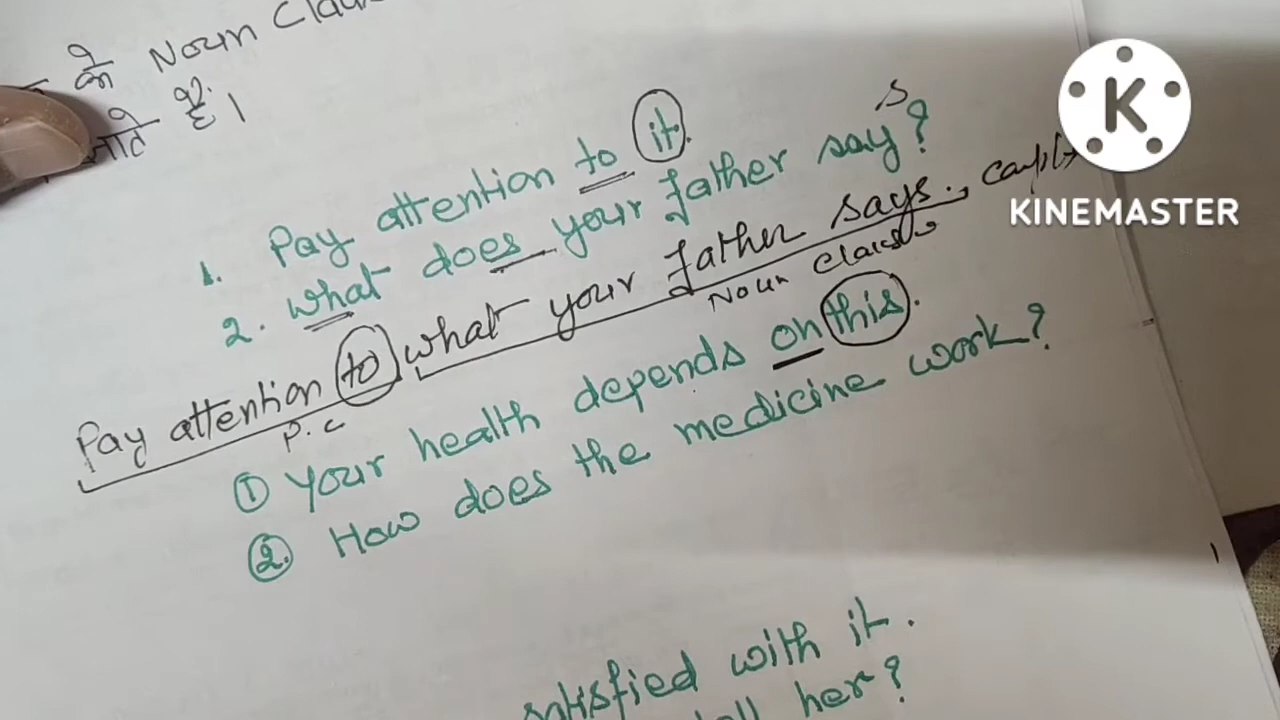 के Noun Clau
जाते हैं।
1. Pay attention to it.
s
2. What does your father say?
Pay attention to what your father says.
P.C
Noun Clause
① Your health depends on this.
② How does the medicine work?
satisfied with it.
her?
K
KINEMASTER